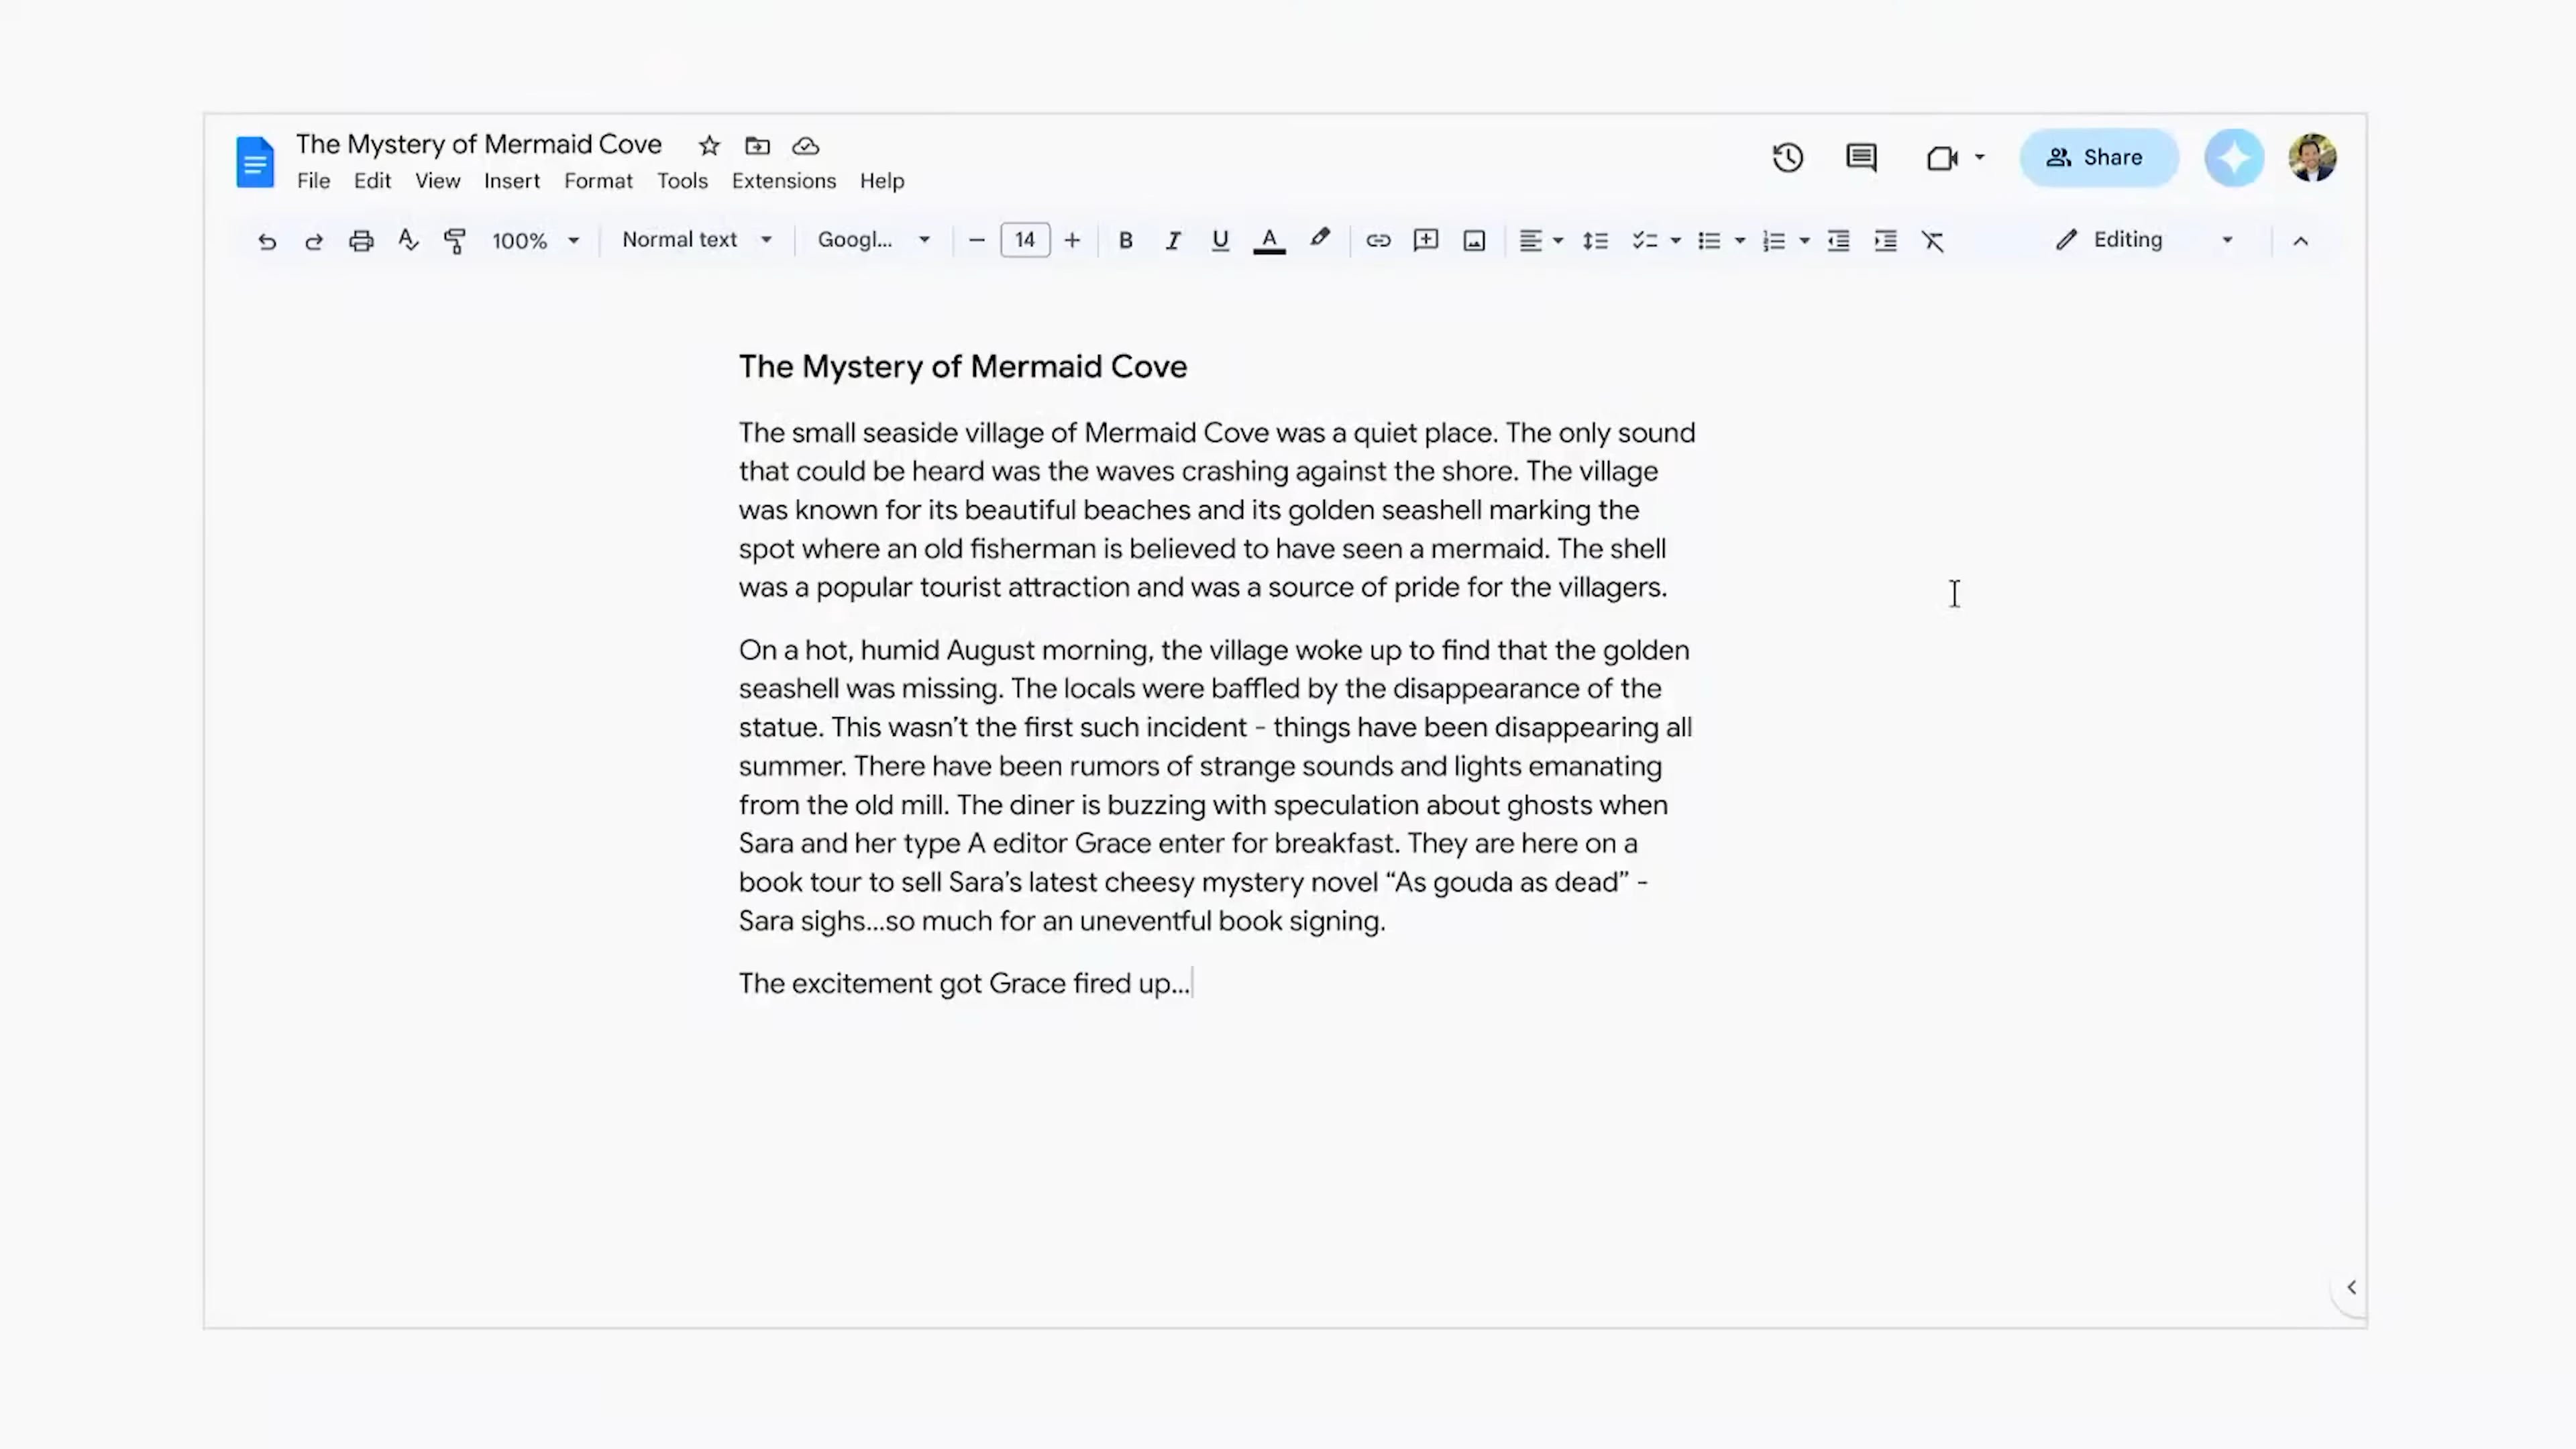 The Mystery of Mermaid Cove
File Edit View Insert Format Tools Extensions Help
Share
100% Normal text Googl... 14 B I U A Editing
The Mystery of Mermaid Cove
The small seaside village of Mermaid Cove was a quiet place. The only sound
that could be heard was the waves crashing against the shore. The village
was known for its beautiful beaches and its golden seashell marking the
spot where an old fisherman is believed to have seen a mermaid. The shell
was a popular tourist attraction and was a source of pride for the villagers.
On a hot, humid August morning, the village woke up to find that the golden
seashell was missing. The locals were baffled by the disappearance of the
statue. This wasn’t the first such incident - things have been disappearing all
summer. There have been rumors of strange sounds and lights emanating
from the old mill. The diner is buzzing with speculation about ghosts when
Sara and her type A editor Grace enter for breakfast. They are here on a
book tour to sell Sara’s latest cheesy mystery novel “As gouda as dead” -
Sara sighs...so much for an uneventful book signing.
The excitement got Grace fired up...